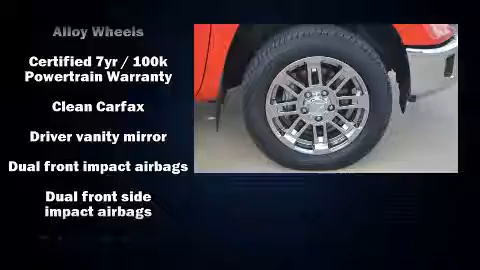 Alloy Wheels
Certified 7yr / 100k
Powertrain Warranty
Clean Carfax
Driver vanity mirror
Dual front impact airbags
Dual front side
impact airbags